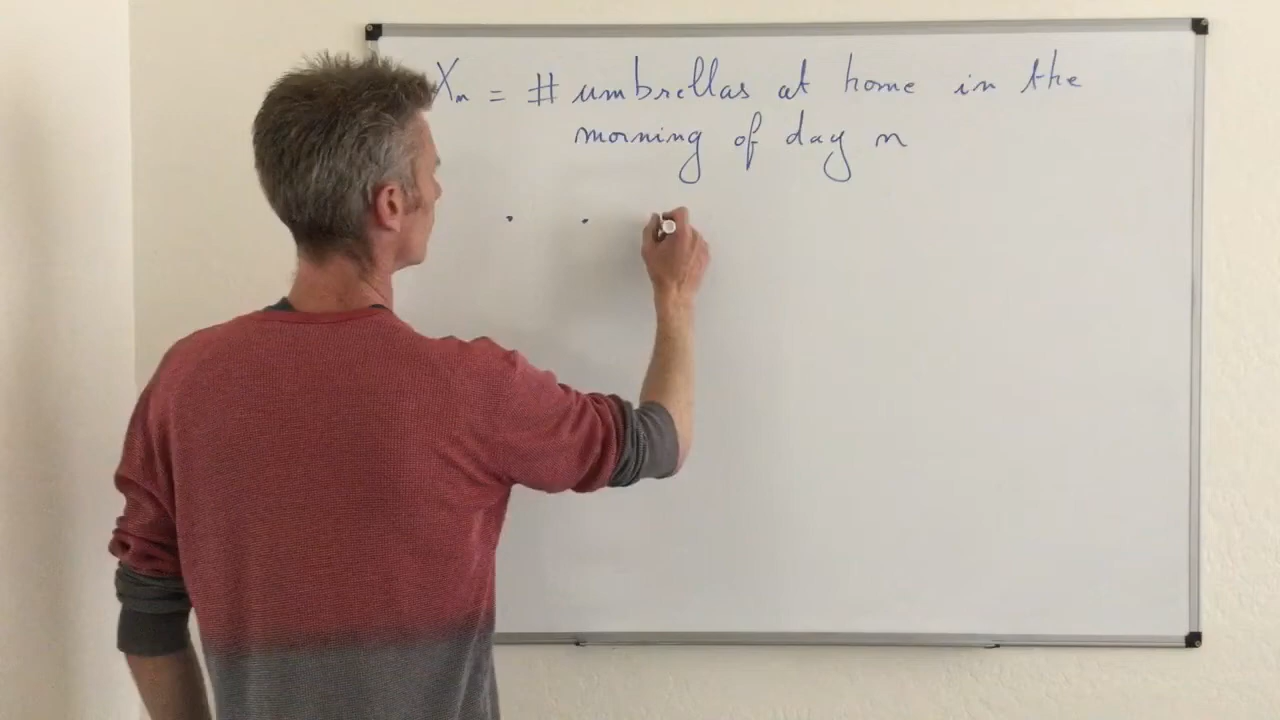 Xn = # umbrellas at home in the
morning of day n